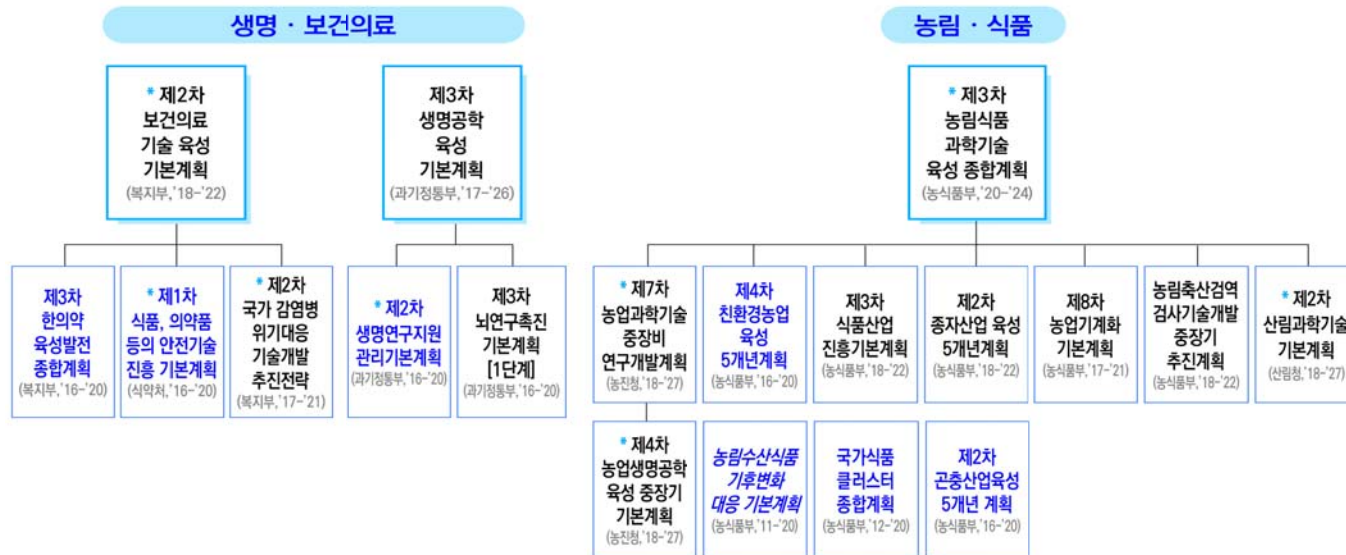 생명 · 보건의료
* 제2차
보건의료
기술 육성
기본계획
(복지부,'18-'22)
제3차
생명공학
육성
기본계획
(과기정통부,'17-'26)
제3차
한의약
육성발전
종합계획
(복지부,'16-'20)
* 제1차
식품, 의약품
등의 안전기술
진흥 기본계획
(식약처,'16-'20)
* 제2차
국가 감염병
위기대응
기술개발
추진전략
(복지부,'17-'21)
* 제2차
생명연구지원
관리기본계획
(과기정통부,'16-'20)
제3차
뇌연구촉진
기본계획
[1단계]
(과기정통부,'16-'20)
농림 · 식품
* 제3차
농림식품
과학기술
육성 종합계획
(농식품부,'20-'24)
* 제7차
농업과학기술
중장비
연구개발계획
(농진청,'18-'27)
제4차
친환경농업
육성
5개년계획
(농식품부,'16-'20)
제3차
식품산업
진흥기본계획
(농식품부,'18-'22)
제2차
종자산업 육성
5개년계획
(농식품부,'18-'22)
제8차
농업기계화
기본계획
(농식품부,'17-'21)
농림축산검역
검사기술개발
중장기
추진계획
(농식품부,'18-'22)
* 제2차
산림과학기술
기본계획
(산림청,'18-'27)
* 제4차
농업생명공학
육성 중장기
기본계획
(농진청,'18-'27)
농림수산식품
기후변화
대응 기본계획
(농식품부,'11-'20)
국가식품
클러스터
종합계획
(농식품부,'12-'20)
제2차
곤충산업육성
5개년 계획
(농식품부,'16-'20)